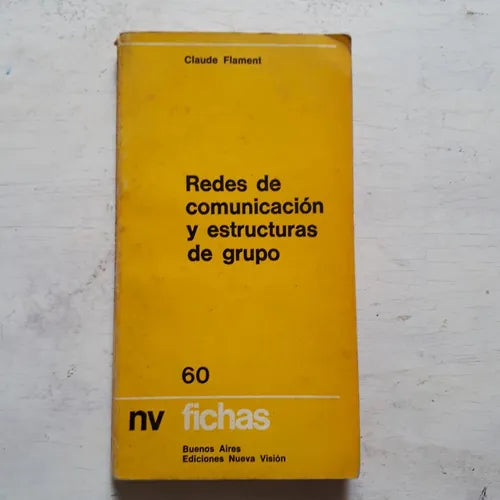 Claude Flament
Redes de
comunicación
y estructuras
de grupo
60
nv fichas
Buenos Aires
Ediciones Nueva Visión